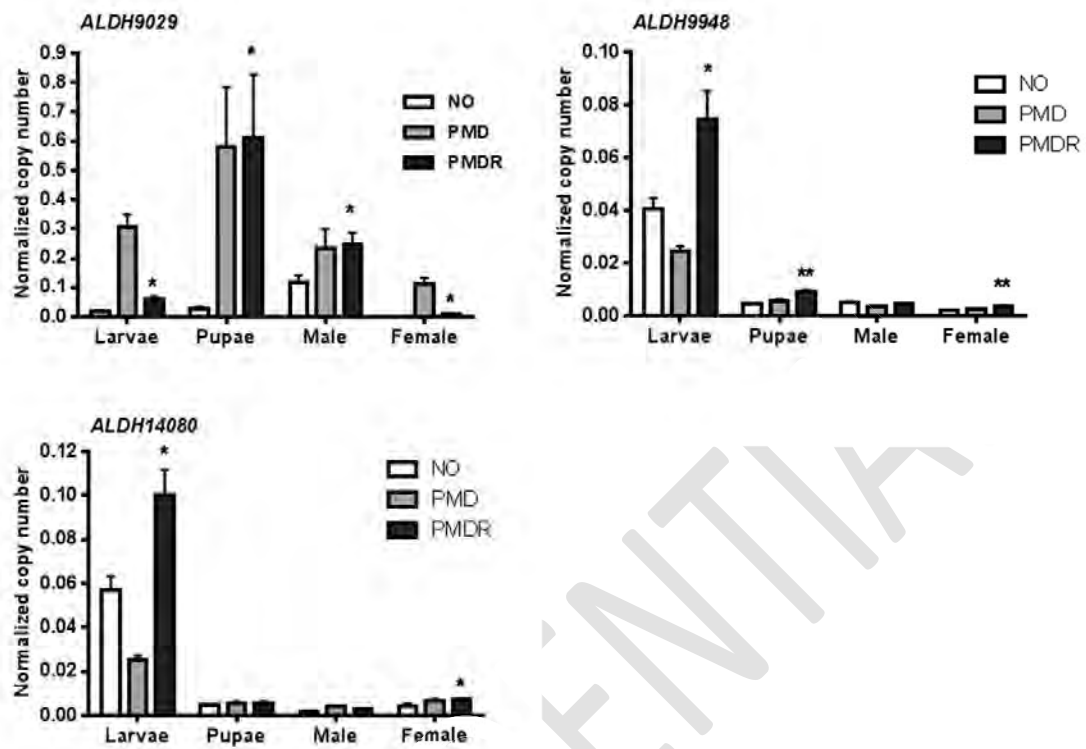 ALDH9029
Normalized copy number
0.9
0.8
0.7
0.6
0.5
0.4
0.3
0.2
0.1
0.0
* * * *
NO
PMD
PMDR
Larvae Pupae Male Female
ALDH9948
Normalized copy number
0.10
0.08
0.06
0.04
0.02
0.00
* ** **
NO
PMD
PMDR
Larvae Pupae Male Female
ALDH14080
Normalized copy number
0.12
0.10
0.08
0.06
0.04
0.02
0.00
* *
NO
PMD
PMDR
Larvae Pupae Male Female
ENTIA